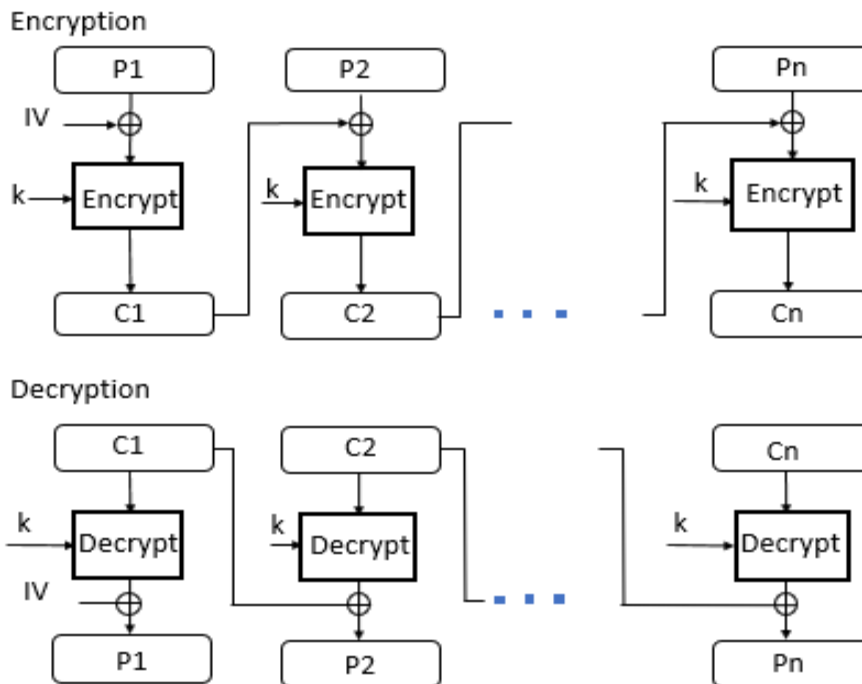 Encryption
P1 P2 Pn
IV
k Encrypt k Encrypt k Encrypt
C1 C2 Cn
Decryption
C1 C2 Cn
k Decrypt k Decrypt k Decrypt
IV
P1 P2 Pn